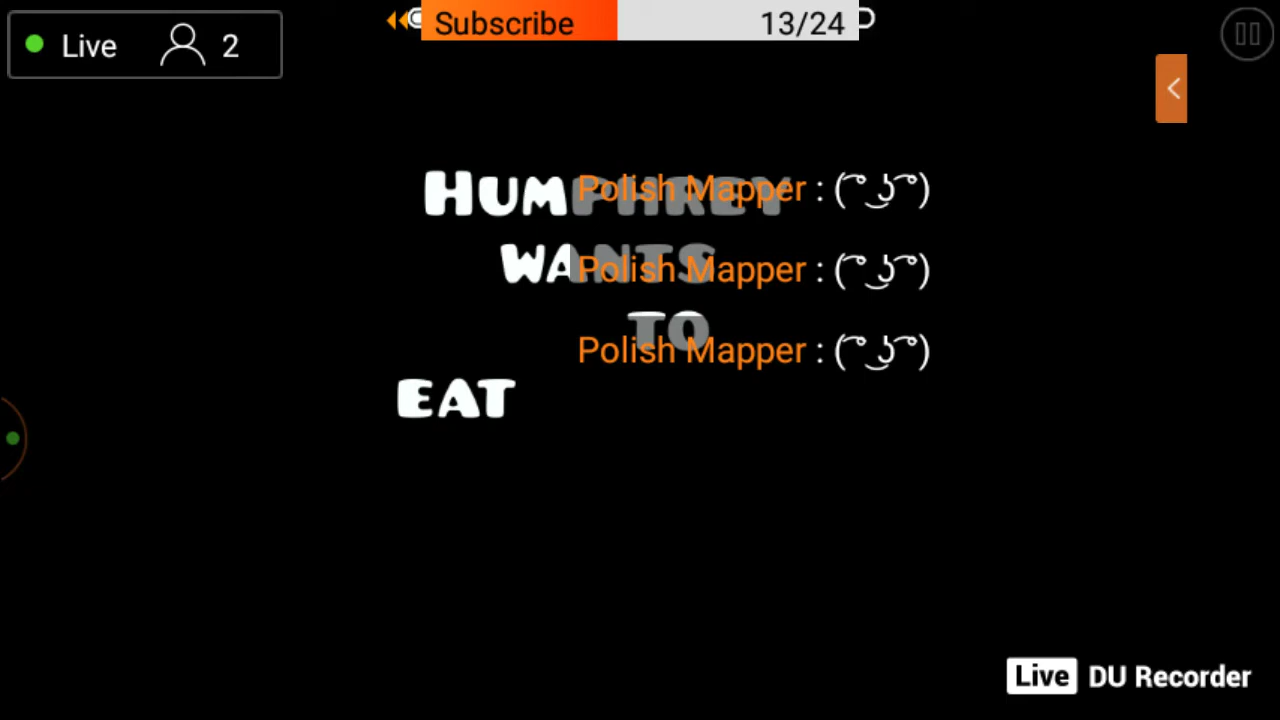 Live 2
Subscribe 13/24
HUMPHREY
Polish Mapper : ( ͡° ͜ʖ ͡°)
WANTS
Polish Mapper : ( ͡° ͜ʖ ͡°)
TO
Polish Mapper : ( ͡° ͜ʖ ͡°)
EAT
Live DU Recorder